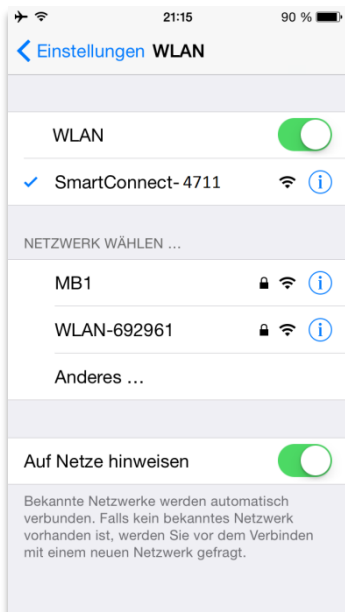 21:15 90 %
Einstellungen WLAN
WLAN
SmartConnect-4711
NETZWERK WÄHLEN ...
MB1
WLAN-692961
Anderes ...
Auf Netze hinweisen
Bekannte Netzwerke werden automatisch
verbunden. Falls kein bekanntes Netzwerk
vorhanden ist, werden Sie vor dem Verbinden
mit einem neuen Netzwerk gefragt.